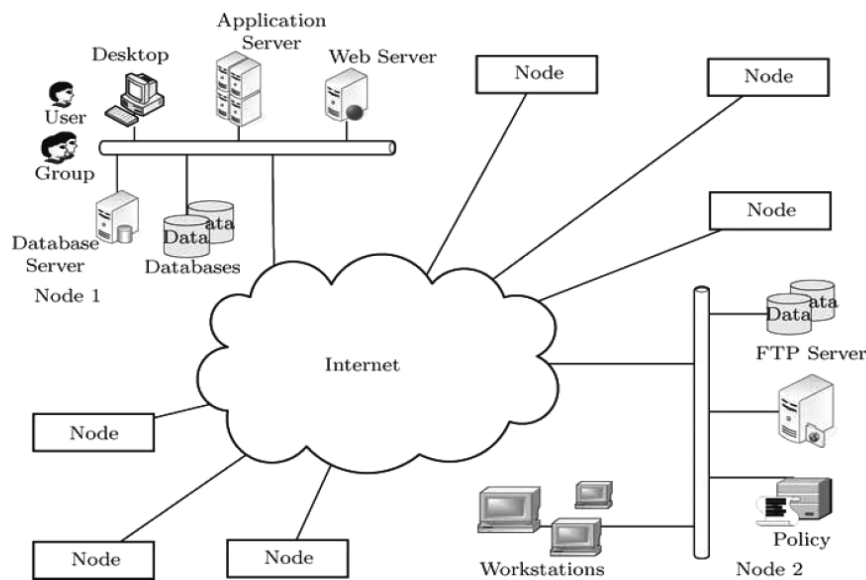 Application
Server
Desktop
Web Server
User
Group
Database
Server
Data
ata
Databases
Node 1
Node
Node
Node
Internet
Data
ata
FTP Server
Node
Node
Node
Workstations
Policy
Node 2